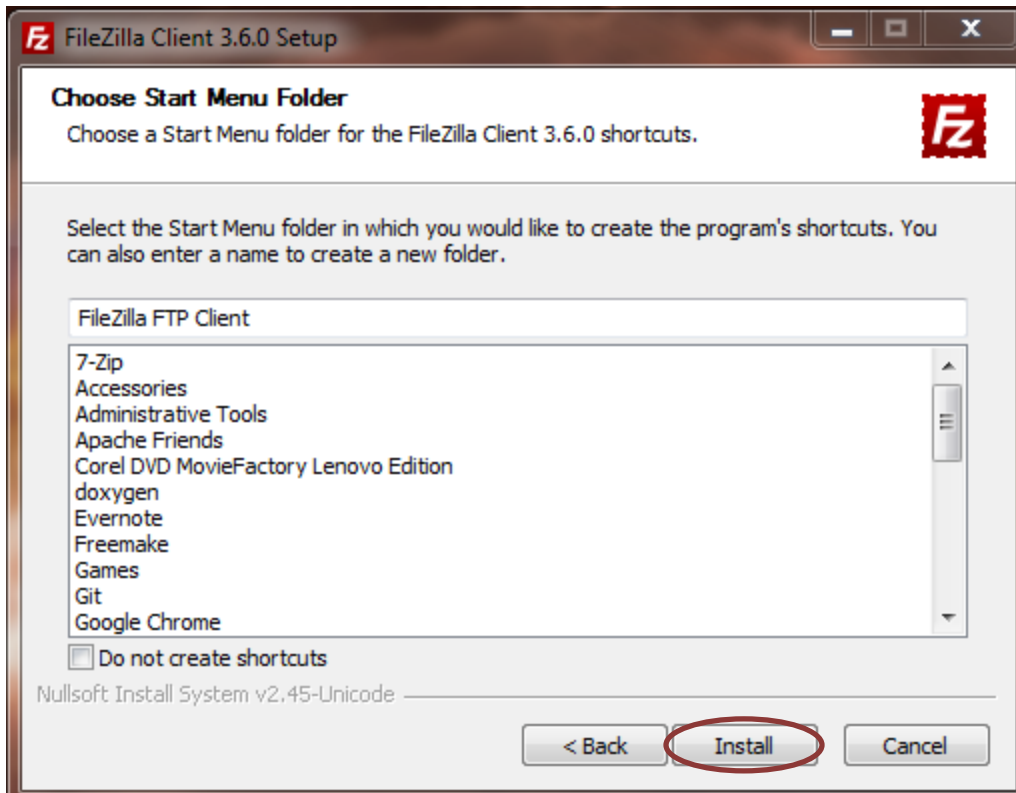 Fz FileZilla Client 3.6.0 Setup
Choose Start Menu Folder
Choose a Start Menu folder for the FileZilla Client 3.6.0 shortcuts.
Fz
Select the Start Menu folder in which you would like to create the program's shortcuts. You
can also enter a name to create a new folder.
FileZilla FTP Client
7-Zip
Accessories
Administrative Tools
Apache Friends
Corel DVD MovieFactory Lenovo Edition
doxygen
Evernote
Freemake
Games
Git
Google Chrome
Do not create shortcuts
Nullsoft Install System v2.45-Unicode
< Back Install Cancel